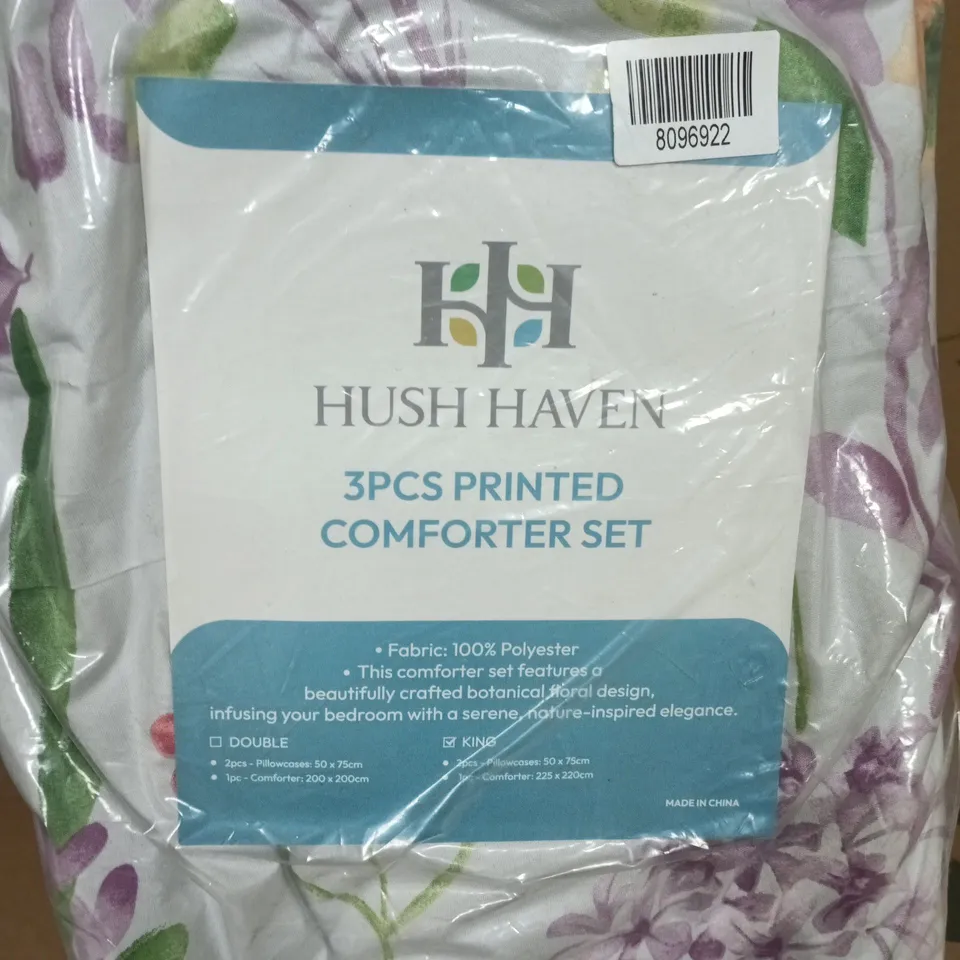 8096922
HUSH HAVEN
3PCS PRINTED
COMFORTER SET
• Fabric: 100% Polyester
• This comforter set features a
beautifully crafted botanical floral design,
infusing your bedroom with a serene, nature-inspired elegance.
☐ DOUBLE
• 2pcs - Pillowcases: 50 x 75cm
• 1pc - Comforter: 200 x 200cm
☑ KING
• 2pcs - Pillowcases: 50 x 75cm
• 1pc - Comforter: 225 x 220cm
MADE IN CHINA